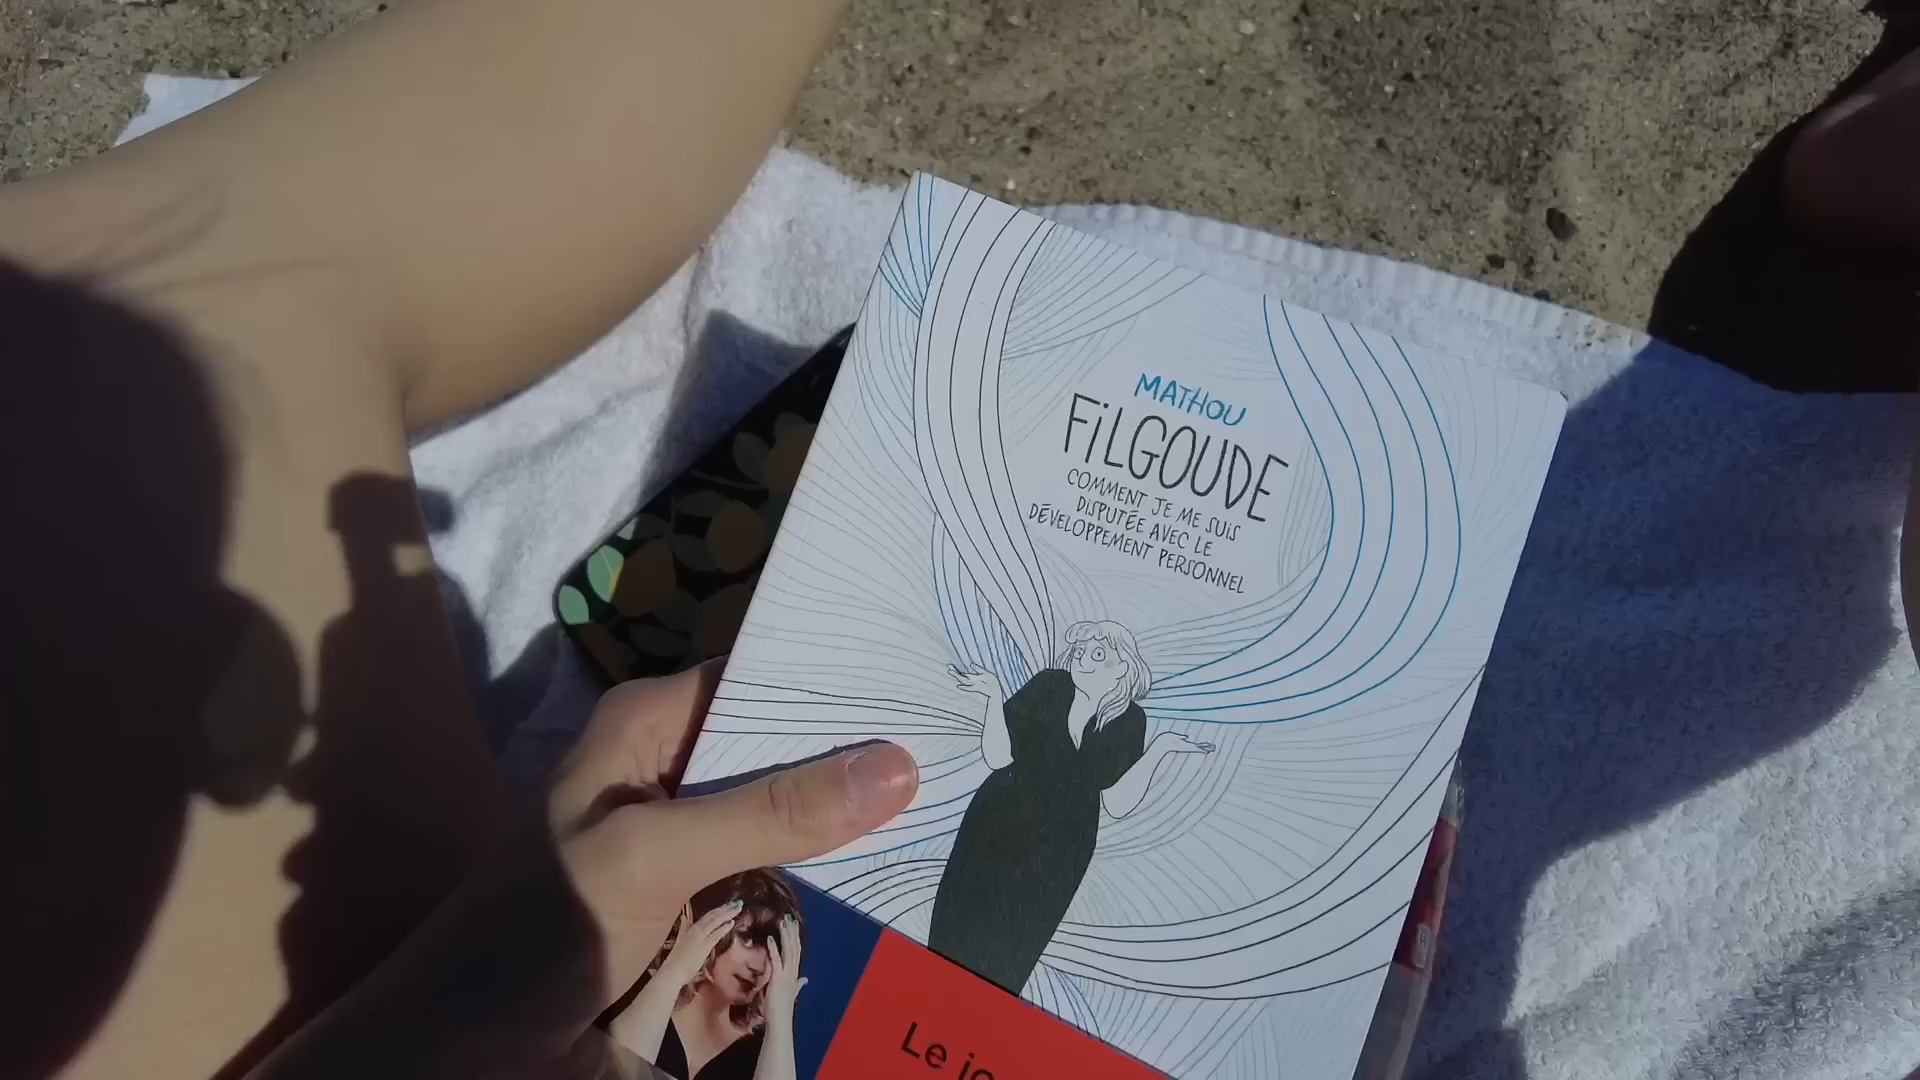 MATHOU
FiLGOUDE
COMMENT JE ME SUiS
DiSPUTÉE AVEC LE
DÉVELOPPEMENT PERSONNEL
Le